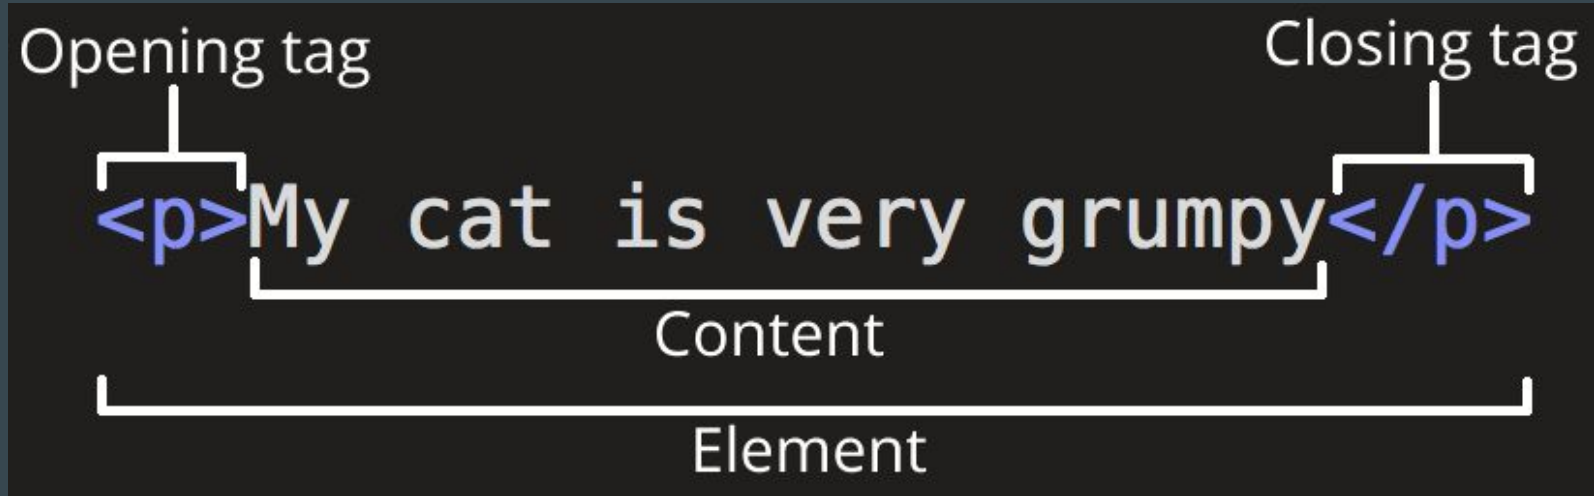 Opening tag
Closing tag
<p>My cat is very grumpy</p>
Content
Element